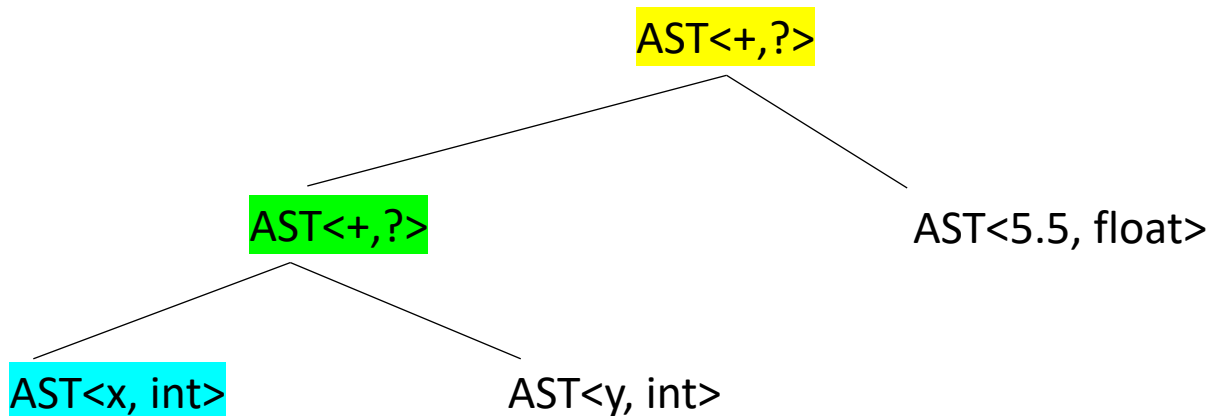 AST<+,?>
AST<+,?>
AST<5.5, float>
AST<x, int>
AST<y, int>